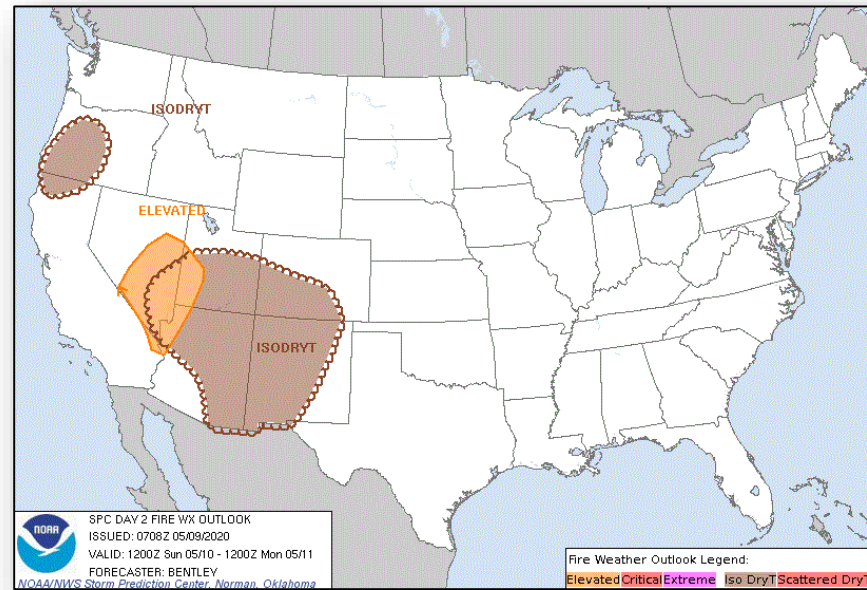 ISODRYT
ELEVATED
ISODRYT
NOAA
SPC DAY 2 FIRE WX OUTLOOK
ISSUED: 0708Z 05/09/2020
VALID: 1200Z Sun 05/10 - 1200Z Mon 05/11
FORECASTER: BENTLEY
NOAA/NWS Storm Prediction Center, Norman, Oklahoma
Fire Weather Outlook Legend:
Elevated Critical Extreme Iso DryT Scattered DryT